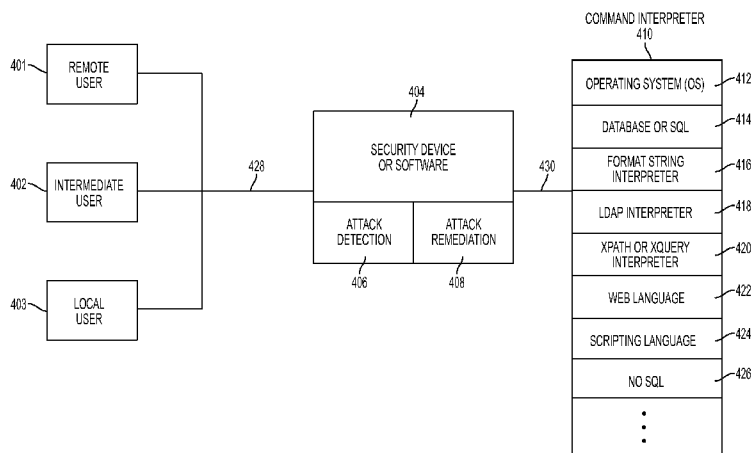 COMMAND INTERPRETER
410
401
REMOTE
USER
402
INTERMEDIATE
USER
403
LOCAL
USER
428
404
SECURITY DEVICE
OR SOFTWARE
ATTACK
DETECTION
406
ATTACK
REMEDIATION
408
430
OPERATING SYSTEM (OS)
412
DATABASE OR SQL
414
FORMAT STRING
INTERPRETER
416
LDAP INTERPRETER
418
XPATH OR XQUERY
INTERPRETER
420
WEB LANGUAGE
422
SCRIPTING LANGUAGE
424
NO SQL
426